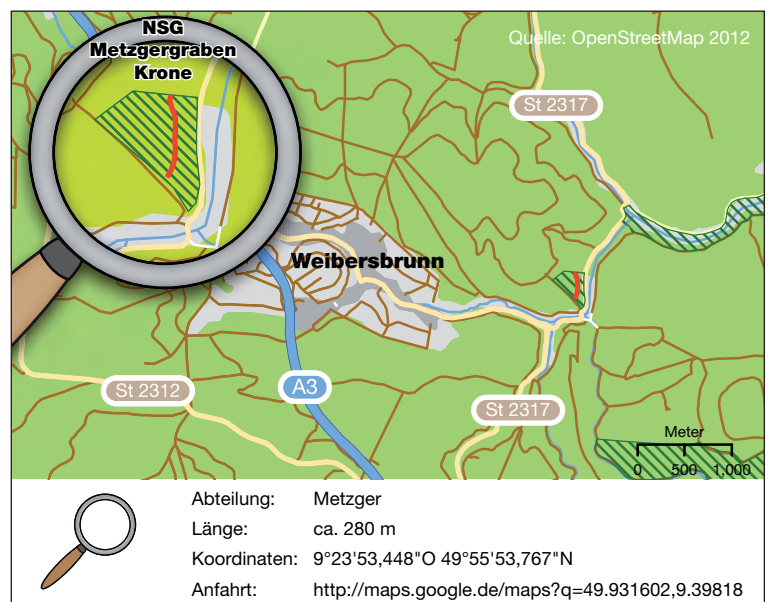 NSG
Metzgergraben
Krone
Quelle: OpenStreetMap 2012
St 2317
Weibersbrunn
St 2312
A3
St 2317
Meter
0 500 1,000
Abteilung: Metzger
Länge: ca. 280 m
Koordinaten: 9°23'53,448"O 49°55'53,767"N
Anfahrt: http://maps.google.de/maps?q=49.931602,9.39818